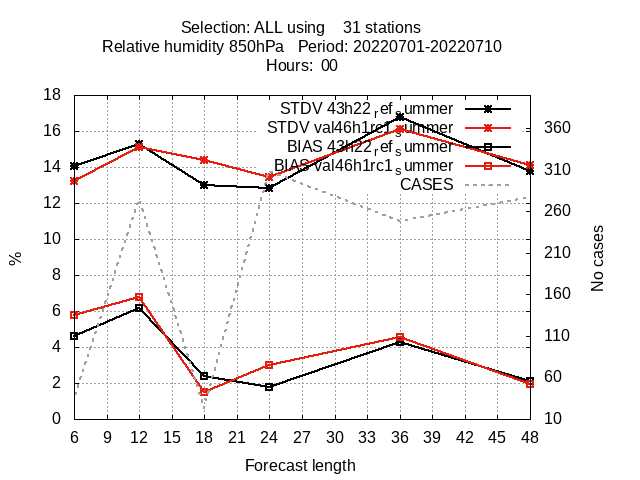 Selection: ALL using    31 stations
Relative humidity 850hPa   Period: 20220701-20220710
Hours:  00
STDV 43h22_ref_summer
STDV val46h1rc1_summer
BIAS 43h22_ref_summer
BIAS val46h1rc1_summer
CASES
18
16
14
12
10
8
6
4
2
0
%
360
310
260
210
160
110
60
10
No cases
6 9 12 15 18 21 24 27 30 33 36 39 42 45 48
Forecast length